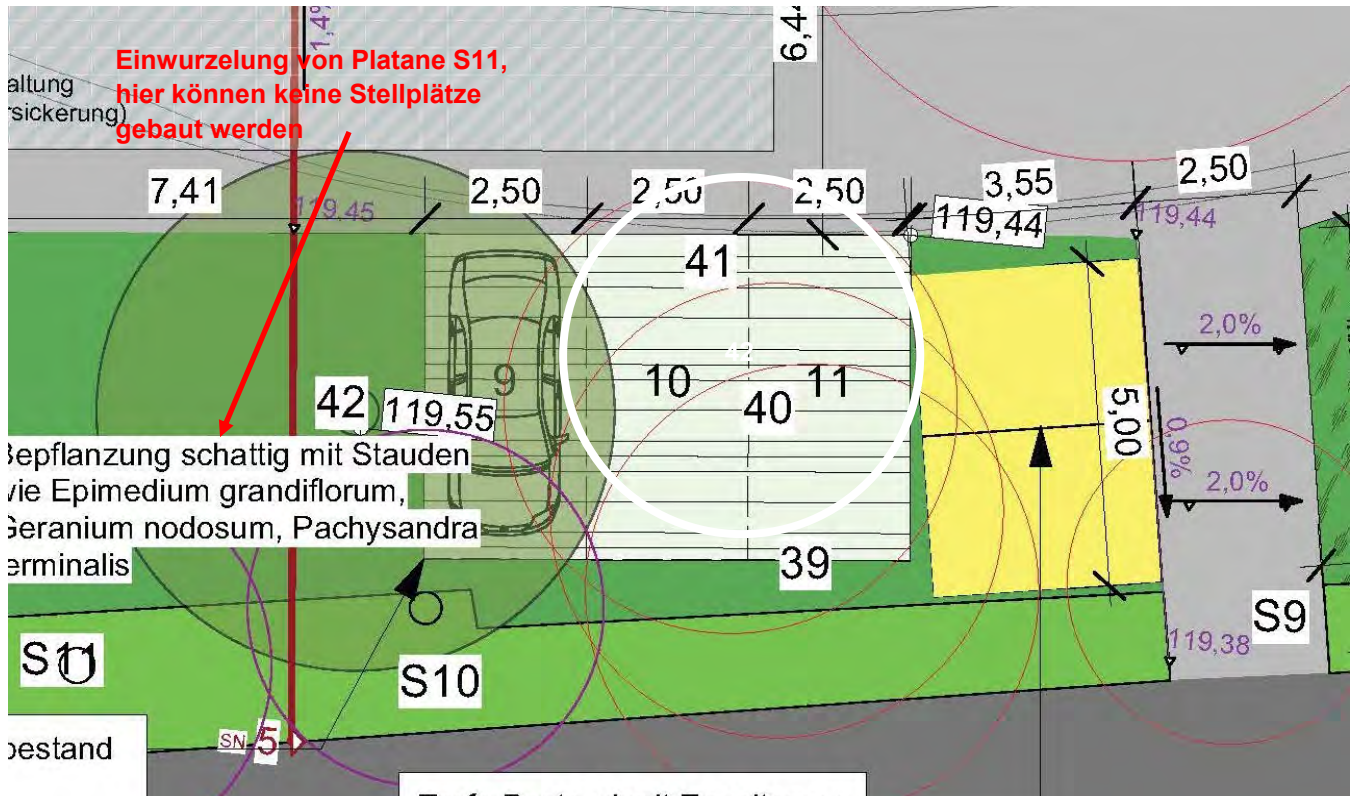 1,4%
6,44
Einwurzelung von Platane S11,
hier können keine Stellplätze
gebaut werden
altung
rsickerung)
7,41
2,50
2,50
2,50
3,55
2,50
119,45
119,44
119,44
41
2,0%
9
10
42
11
40
42
119,55
5,00
0,9%
2,0%
Bepflanzung schattig mit Stauden
wie Epimedium grandiflorum,
Geranium nodosum, Pachysandra
terminalis
39
S9
119,38
S11
S10
SN 5
bestand